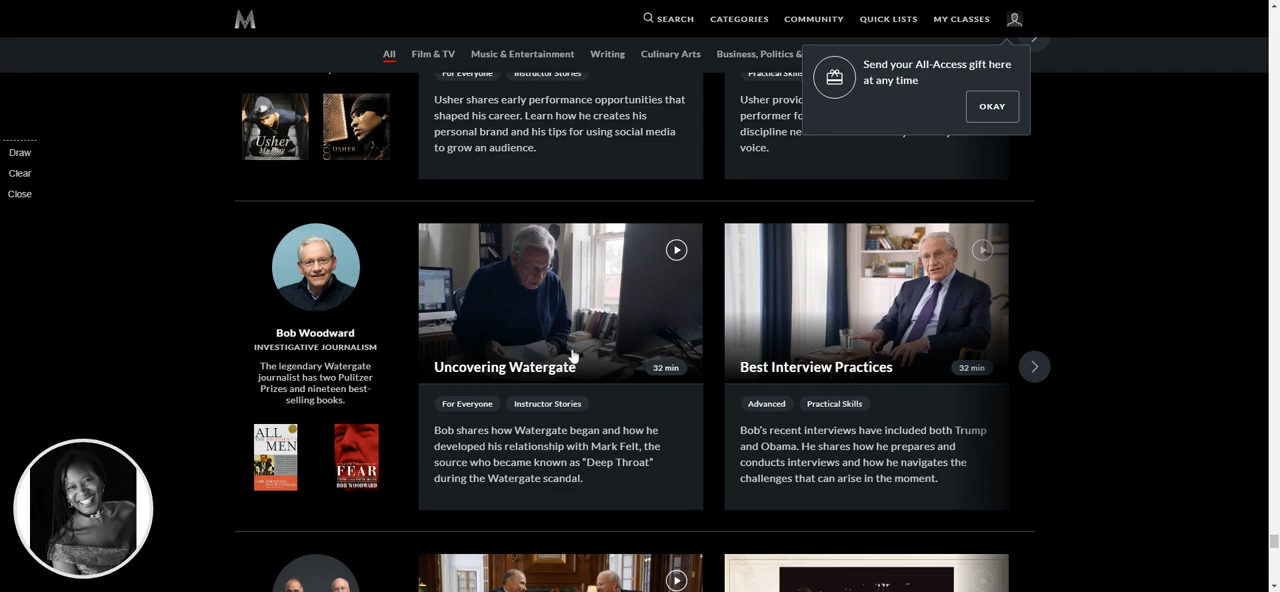 M
SEARCH CATEGORIES COMMUNITY QUICK LISTS MY CLASSES
All Film & TV Music & Entertainment Writing Culinary Arts Business, Politics &
Send your All-Access gift here
at any time
OKAY
Draw
Clear
Close
For Everyone Instructor Stories
Usher shares early performance opportunities that
shaped his career. Learn how he creates his
personal brand and his tips for using social media
to grow an audience.
Practical Skills
Usher
performer
discipline
voice.
Usher
USHER
Bob Woodward
INVESTIGATIVE JOURNALISM
The legendary Watergate
journalist has two Pulitzer
Prizes and nineteen best-
selling books.
ALL
MEN
FEAR
BOB WOODWARD
Uncovering Watergate
32 min
For Everyone Instructor Stories
Bob shares how Watergate began and how he
developed his relationship with Mark Felt, the
source who became known as “Deep Throat”
during the Watergate scandal.
Best Interview Practices
32 min
Advanced Practical Skills
Bob’s recent interviews have included both Trump
and Obama. He shares how he prepares and
conducts interviews and how he navigates the
challenges that can arise in the moment.